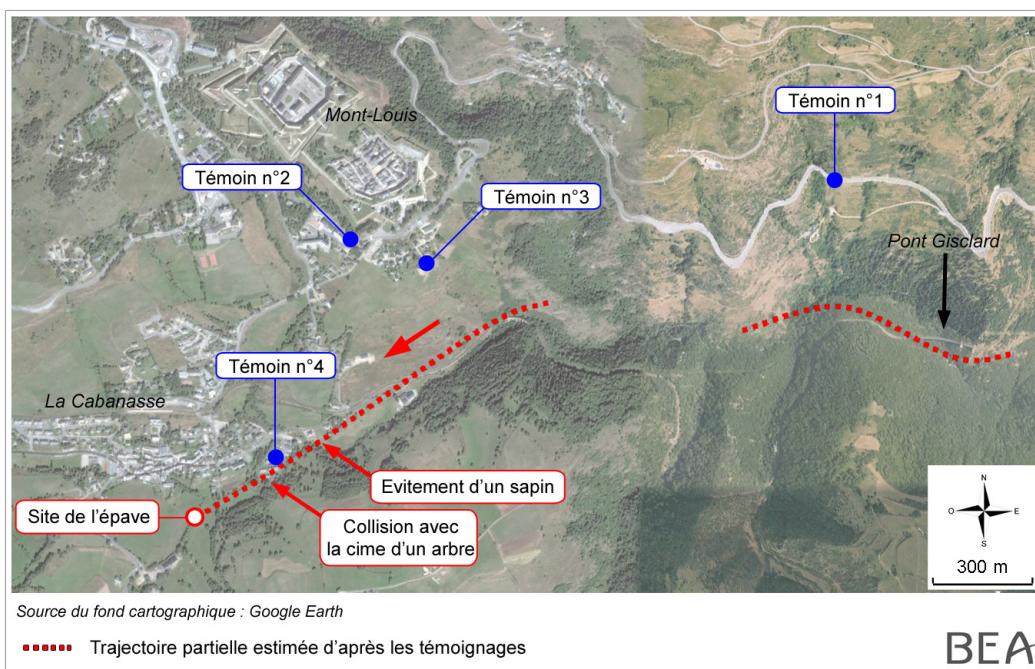 Témoin n°1
Mont-Louis
Témoin n°2
Témoin n°3
Pont Gisclard
Témoin n°4
La Cabanasse
Evitement d'un sapin
Site de l'épave
Collision avec
la cime d'un arbre
N
O
E
S
300 m
Source du fond cartographique : Google Earth
Trajectoire partielle estimée d'après les témoignages
BEA